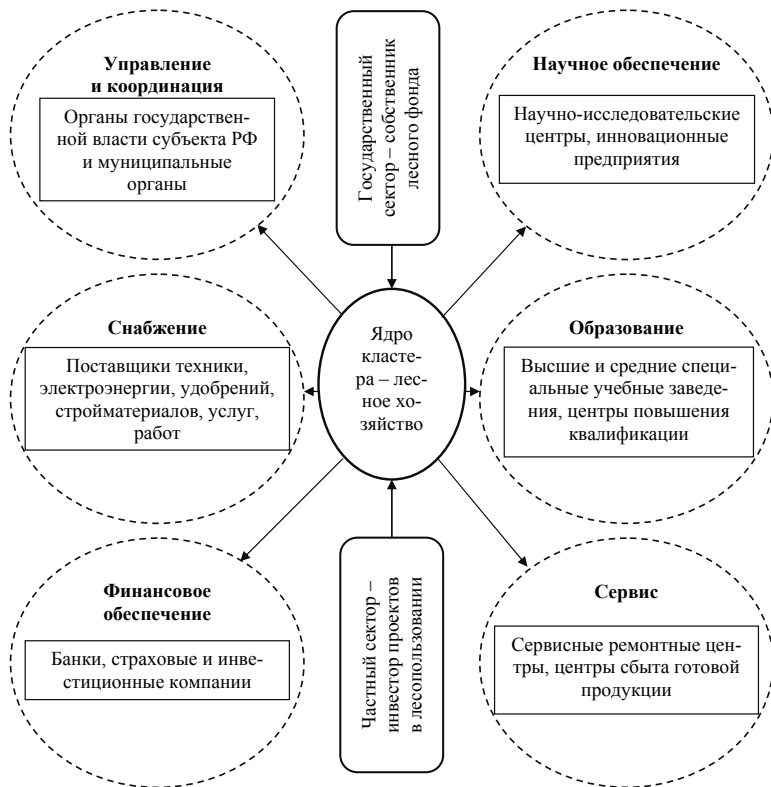 Управление
и координация
Органы государствен-
ной власти субъекта РФ
и муниципальные
органы
Государственный
сектор – собственник
лесного фонда
Научное обеспечение
Научно-исследовательские
центры, инновационные
предприятия
Снабжение
Поставщики техники,
электроэнергии, удобрений,
стройматериалов, услуг,
работ
Ядро
класте-
ра – лес-
ное хо-
зяйство
Образование
Высшие и средние специ-
альные учебные заведе-
ния, центры повышения
квалификации
Финансовое
обеспечение
Банки, страховые и инве-
стиционные компании
Частный сектор –
инвестор проектов
в лесопользовании
Сервис
Сервисные ремонтные цен-
тры, центры сбыта готовой
продукции